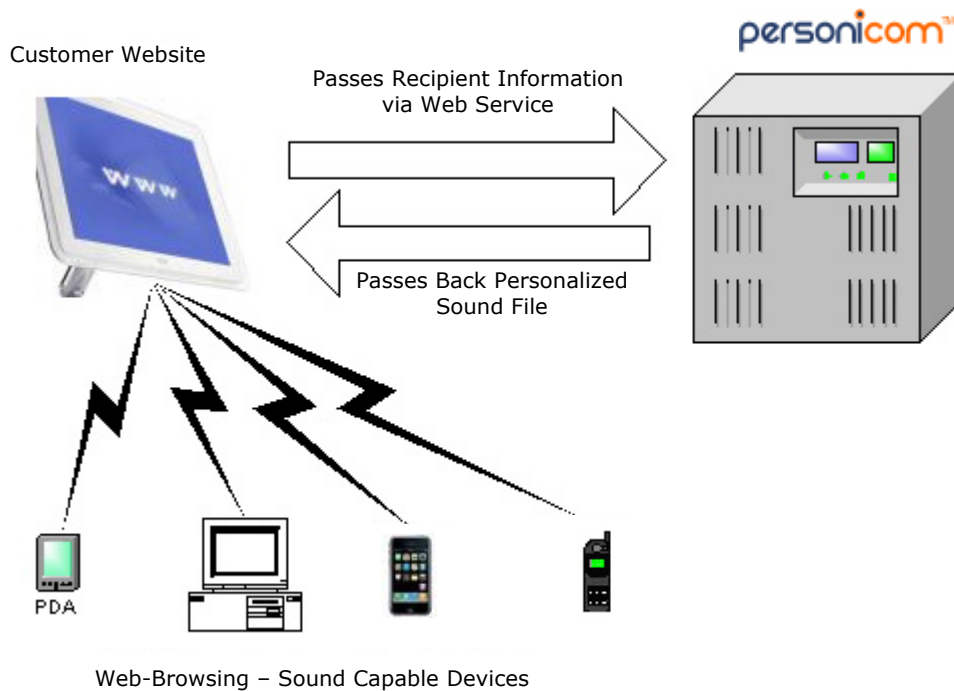 personicom™
Customer Website
Passes Recipient Information
via Web Service
www
Passes Back Personalized
Sound File
PDA
Web-Browsing – Sound Capable Devices